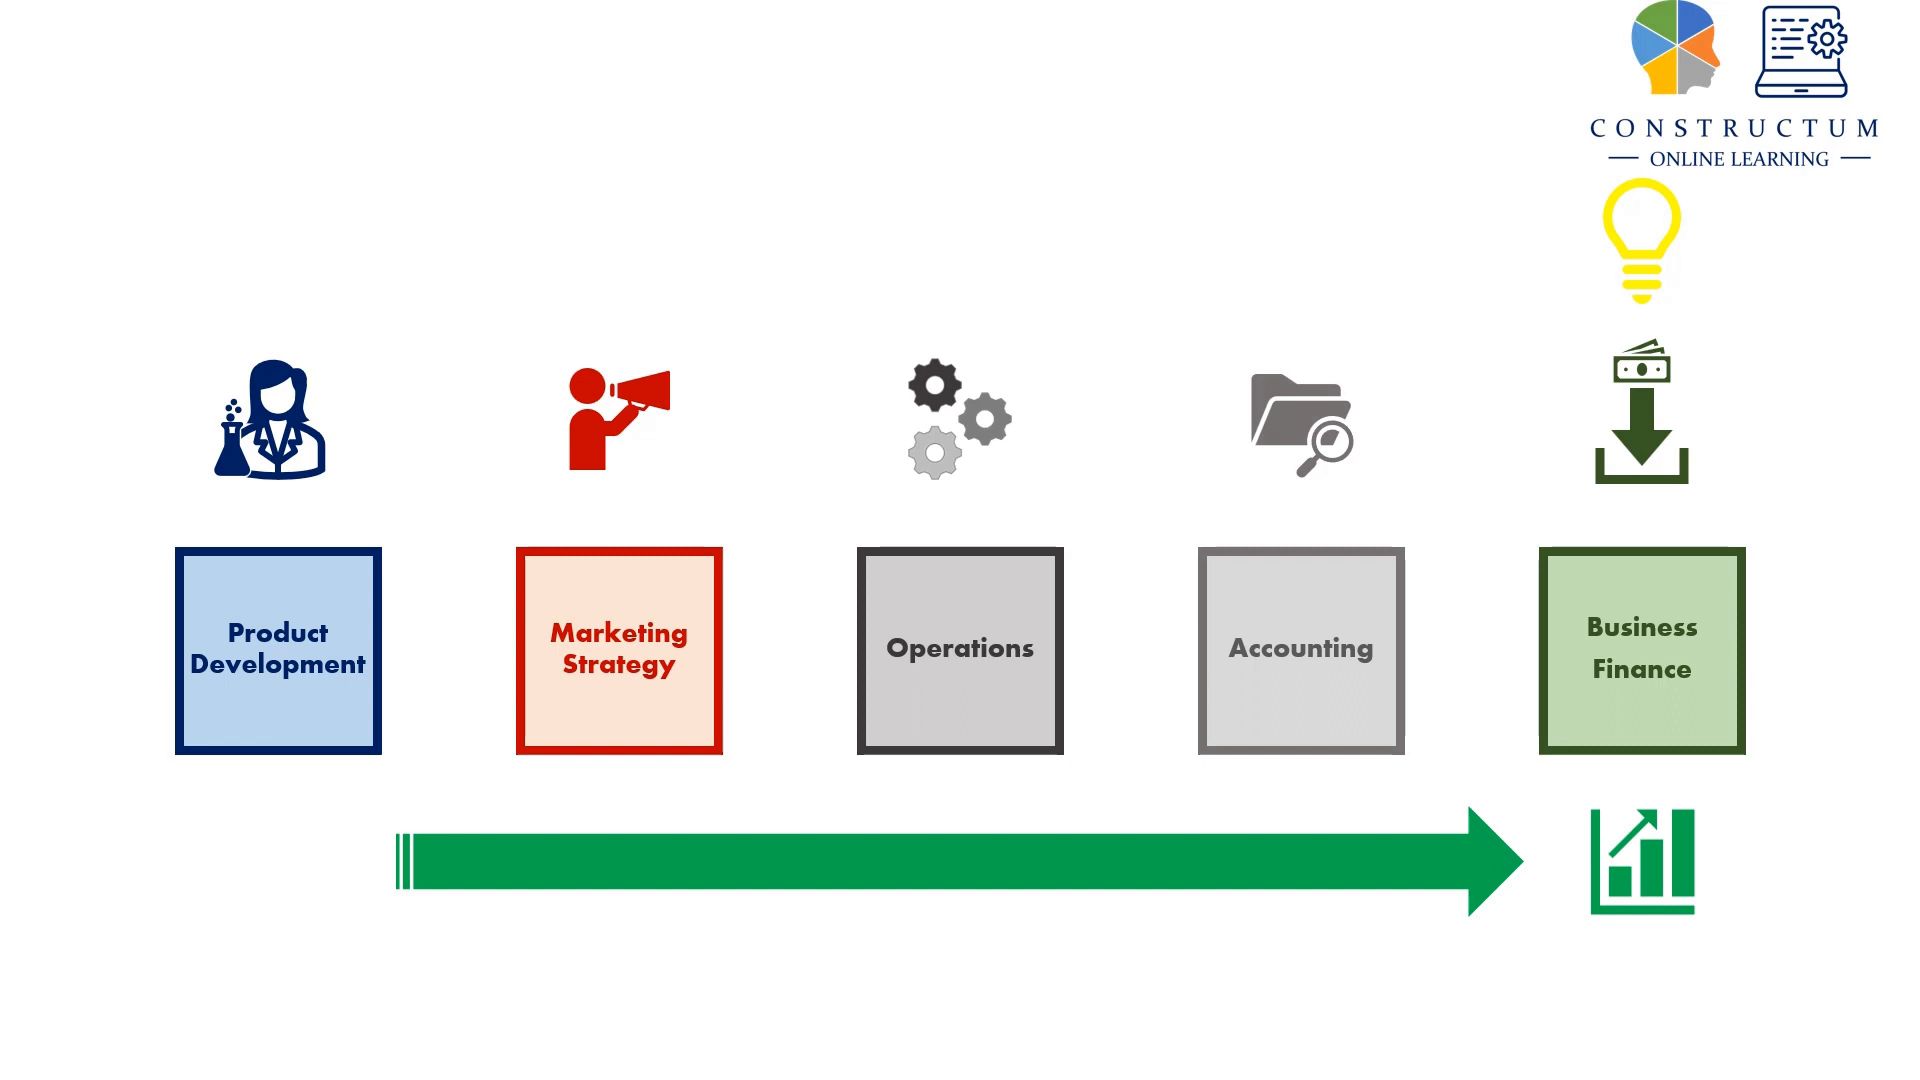 CONSTRUCTUM
ONLINE LEARNING
Product
Development
Marketing
Strategy
Operations
Accounting
Business
Finance